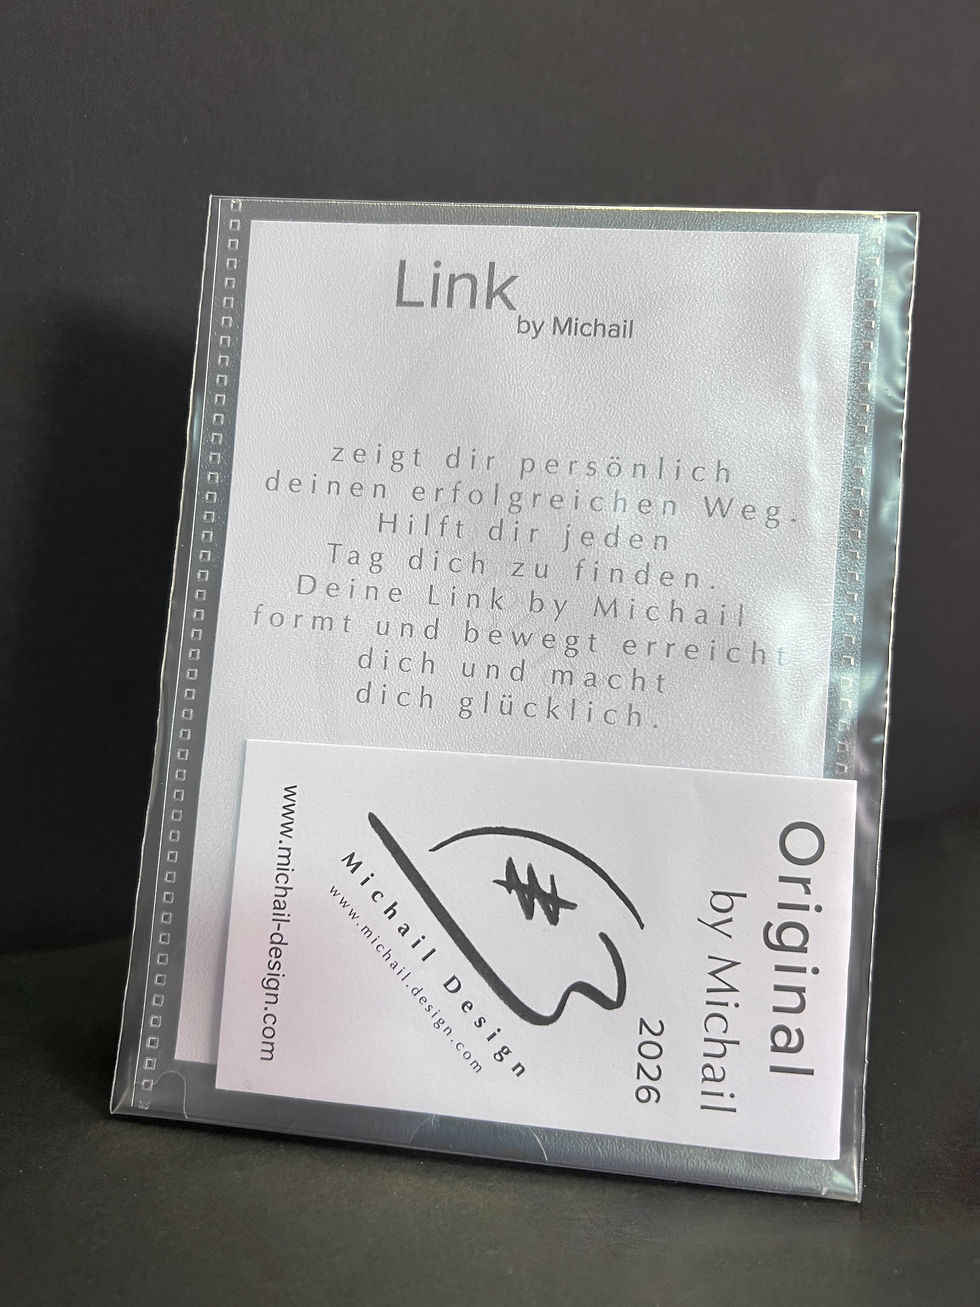 Link
by Michail
zeigt dir persönlich
deinen erfolgreichen Weg.
Hilft dir jeden
Tag dich zu finden.
Deine Link by Michail
formt und bewegt erreicht
dich und macht
dich glücklich.
Original
by Michail
2026
Michail Design
www.michail.design.com
www.michail-design.com